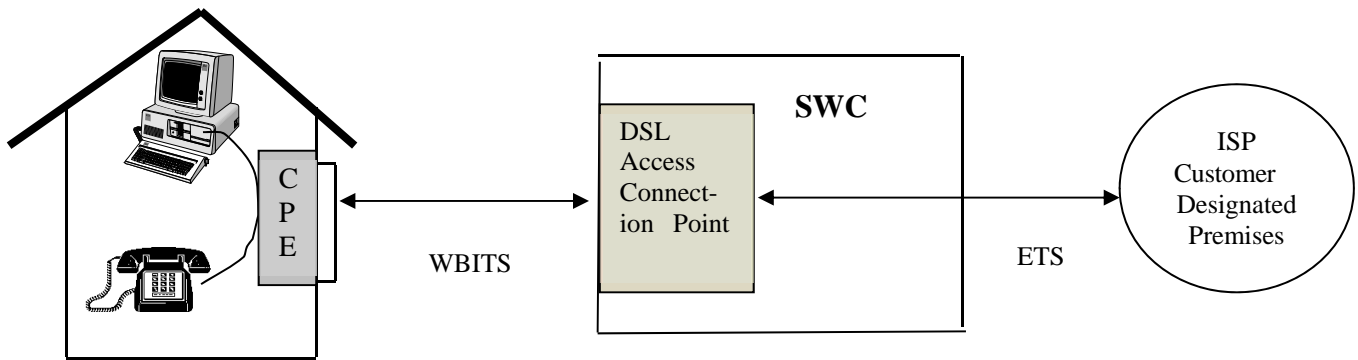 C
P
E
WBITS
DSL
Access
Connect-
ion Point
SWC
ETS
ISP
Customer
Designated
Premises